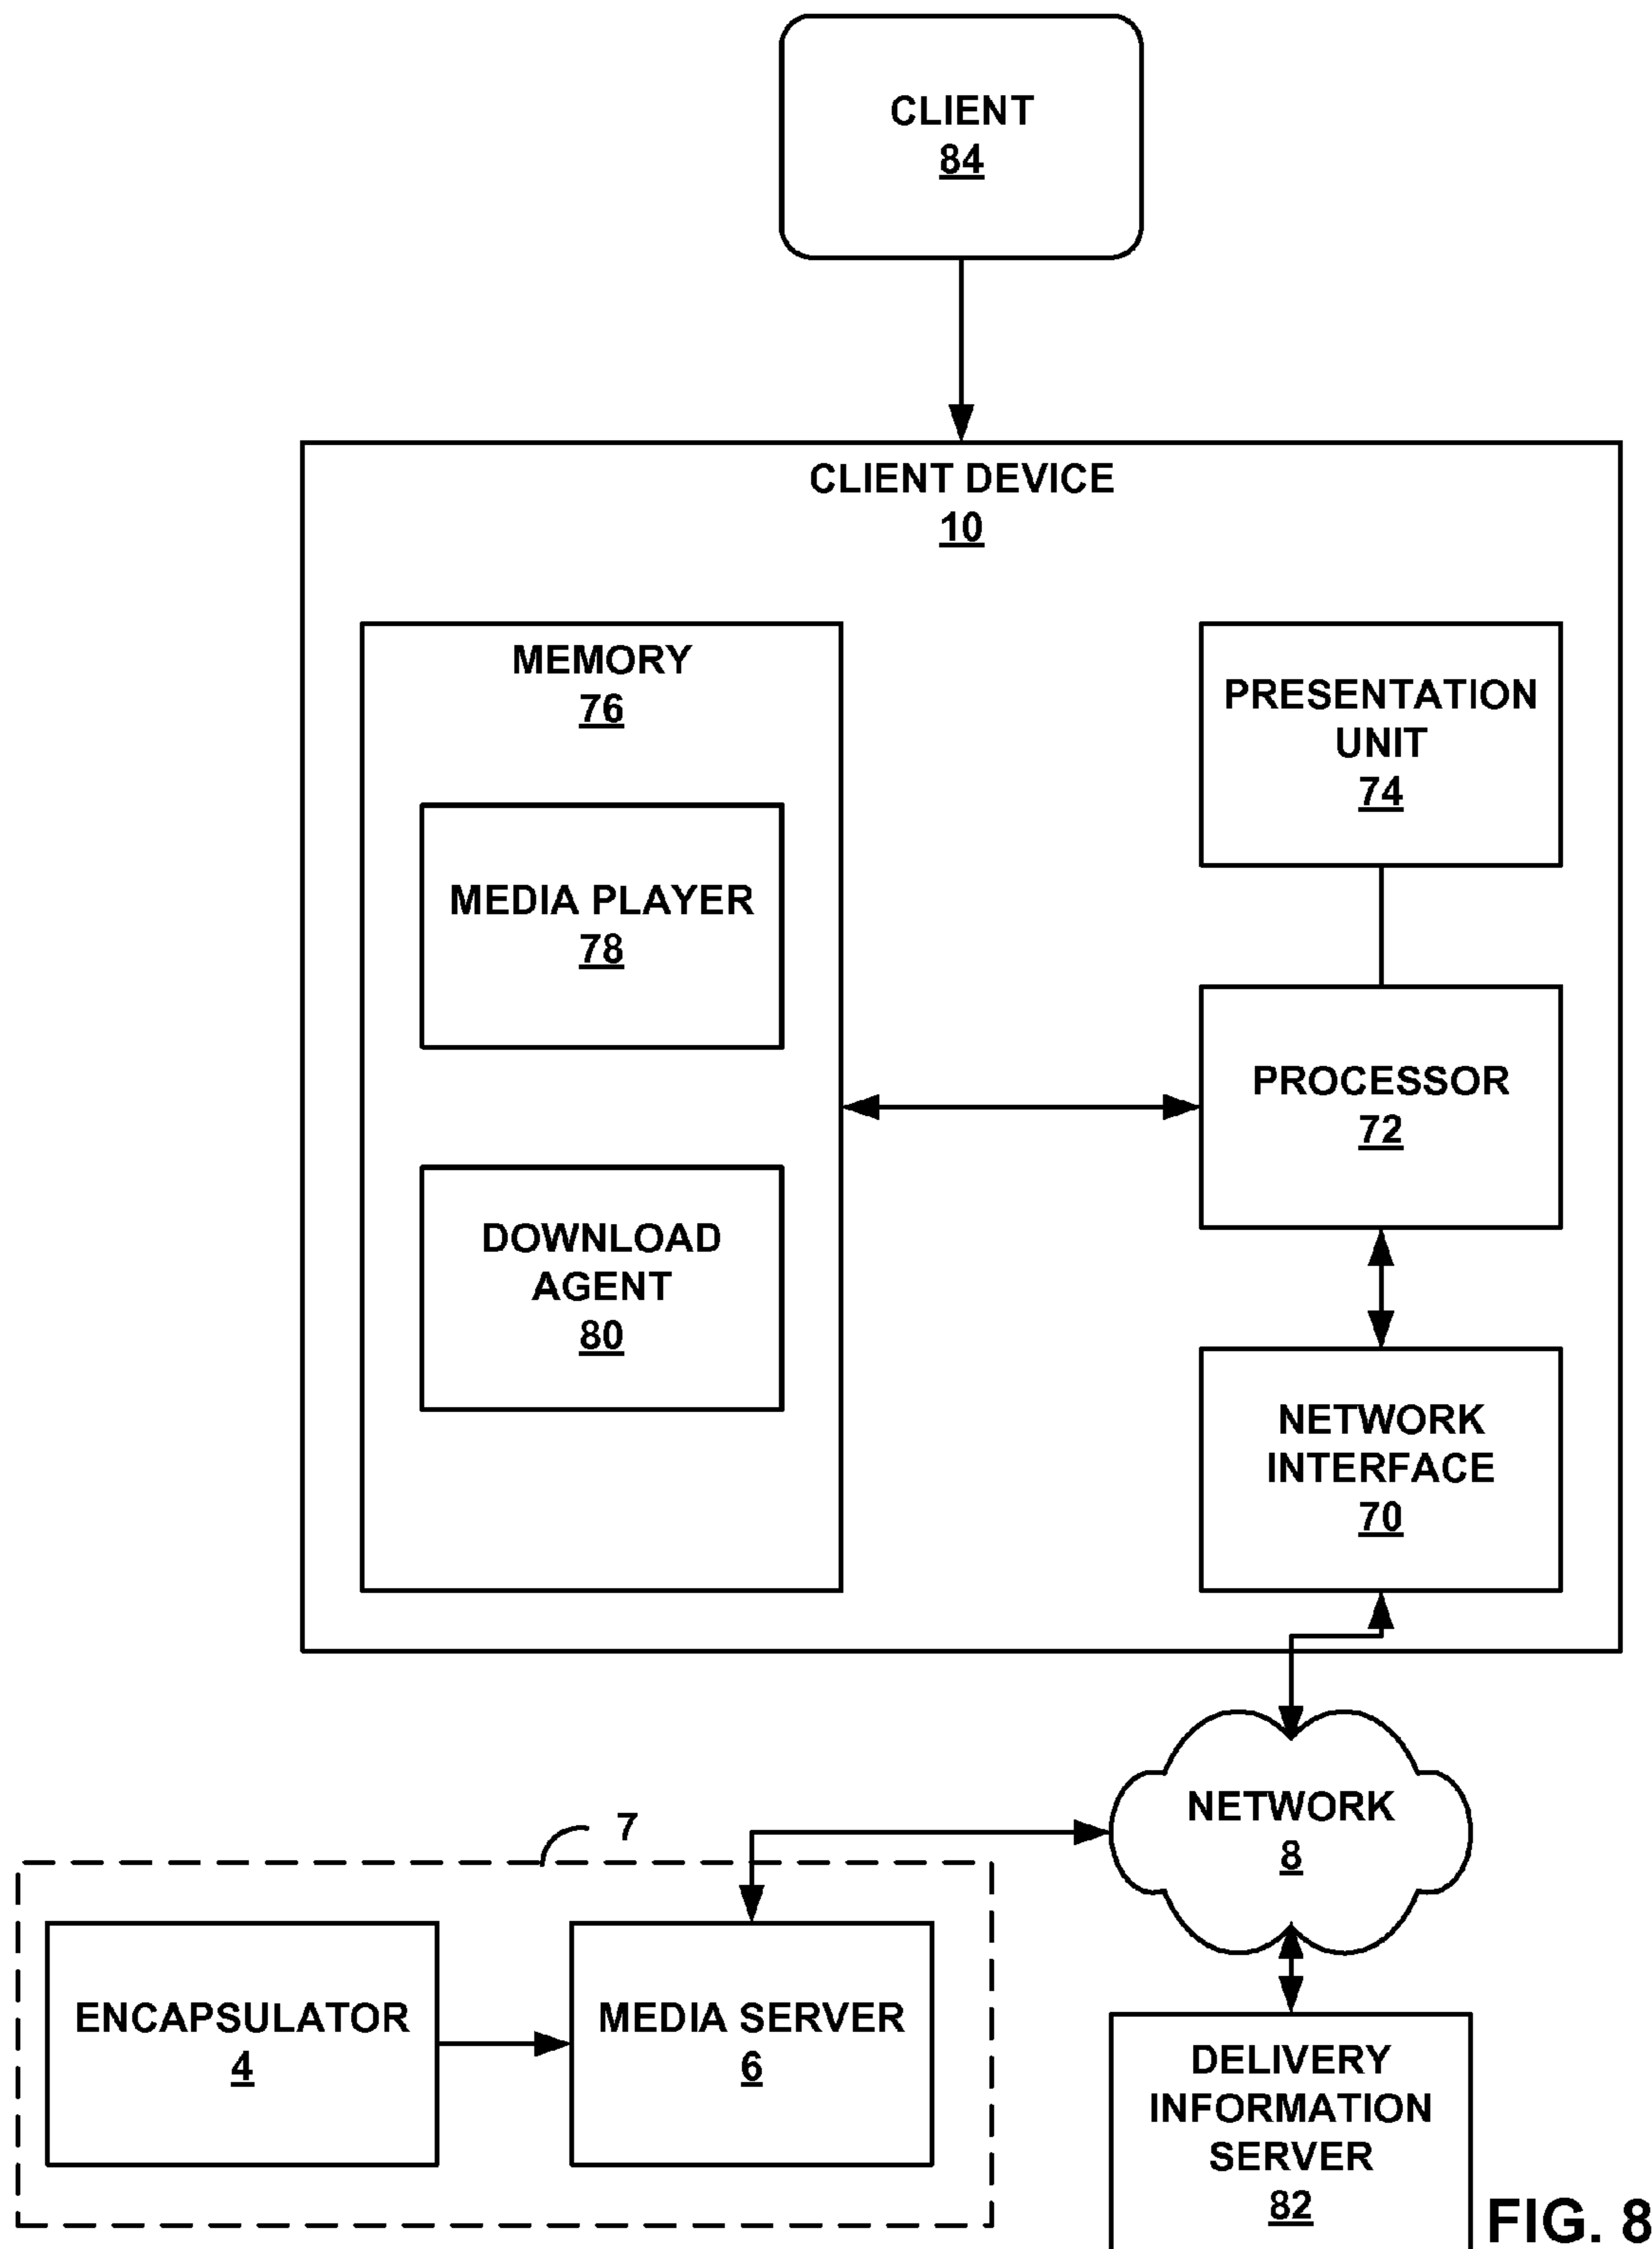 CLIENT
84
CLIENT DEVICE
10
MEMORY
76
PRESENTATION
UNIT
74
MEDIA PLAYER
78
PROCESSOR
72
DOWNLOAD
AGENT
80
NETWORK
INTERFACE
70
NETWORK
8
7
ENCAPSULATOR
4
MEDIA SERVER
6
DELIVERY
INFORMATION
SERVER
82
FIG. 8